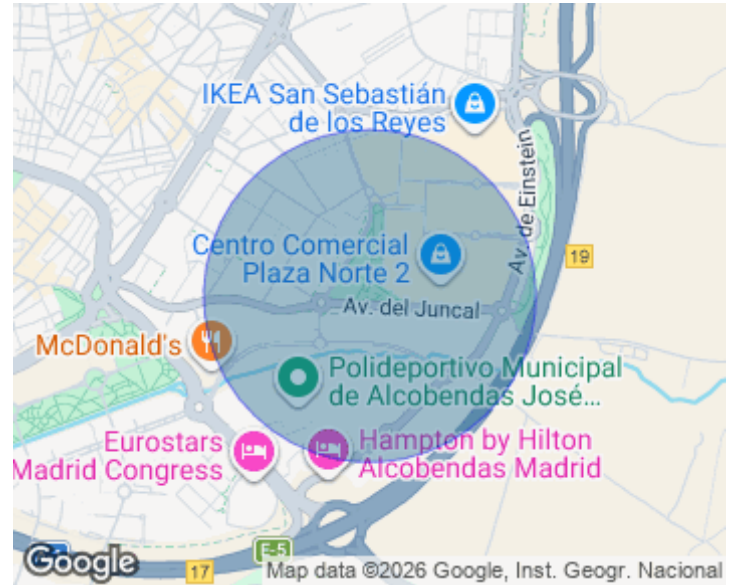 IKEA San Sebastián
de los Reyes
Av. de Einstein
19
Centro Comercial
Plaza Norte 2
Av. del Juncal
McDonald's
Polideportivo Municipal
de Alcobendas José...
Eurostars
Madrid Congress
Hampton by Hilton
Alcobendas Madrid
E-5
17
Google
Map data ©2026 Google, Inst. Geogr. Nacional